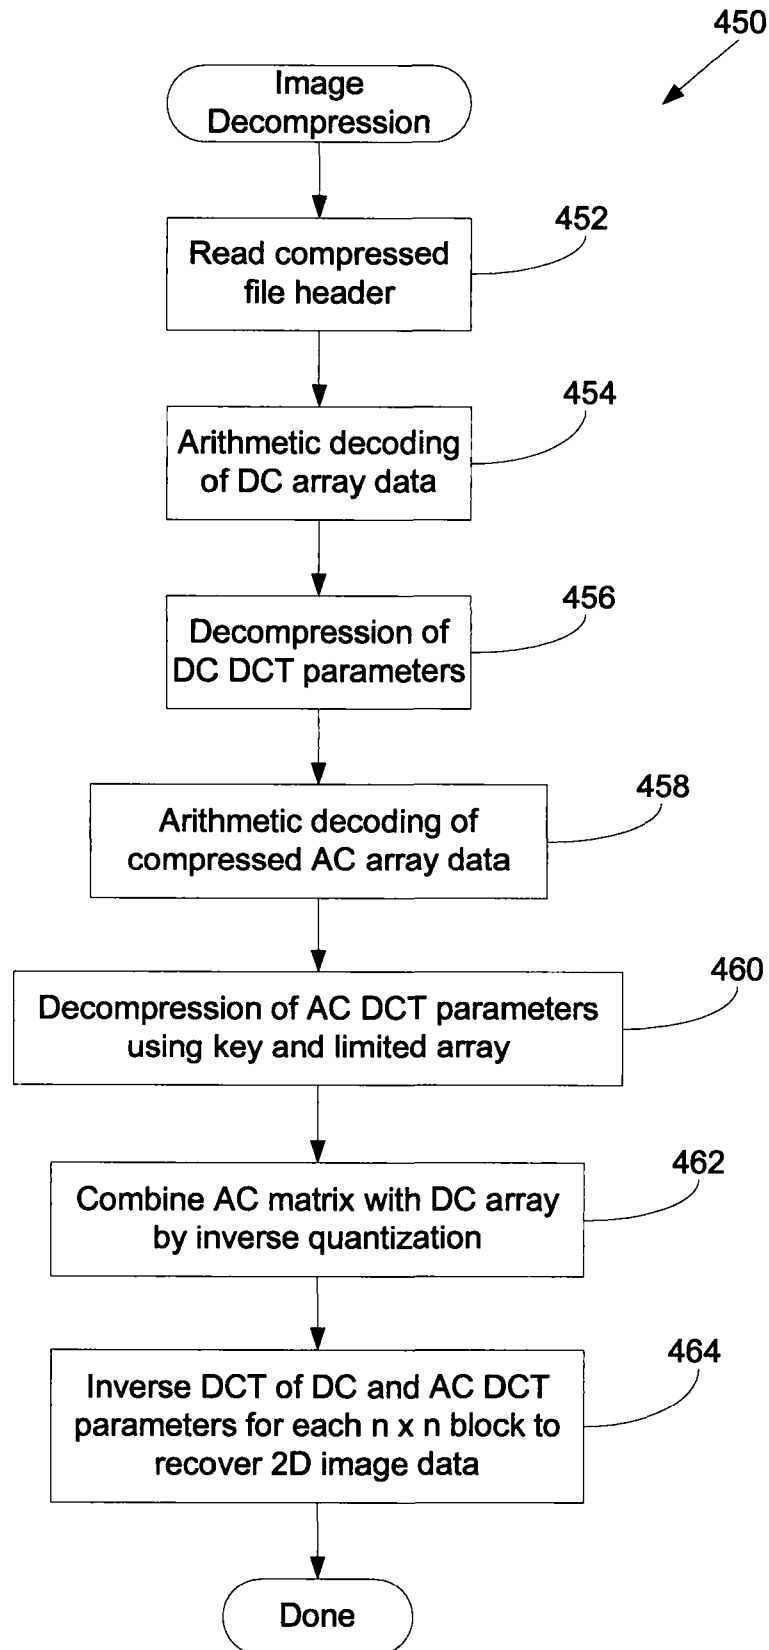 450
Image
Decompression
452
Read compressed
file header
454
Arithmetic decoding
of DC array data
456
Decompression of
DC DCT parameters
458
Arithmetic decoding of
compressed AC array data
460
Decompression of AC DCT parameters
using key and limited array
462
Combine AC matrix with DC array
by inverse quantization
464
Inverse DCT of DC and AC DCT
parameters for each n x n block to
recover 2D image data
Done